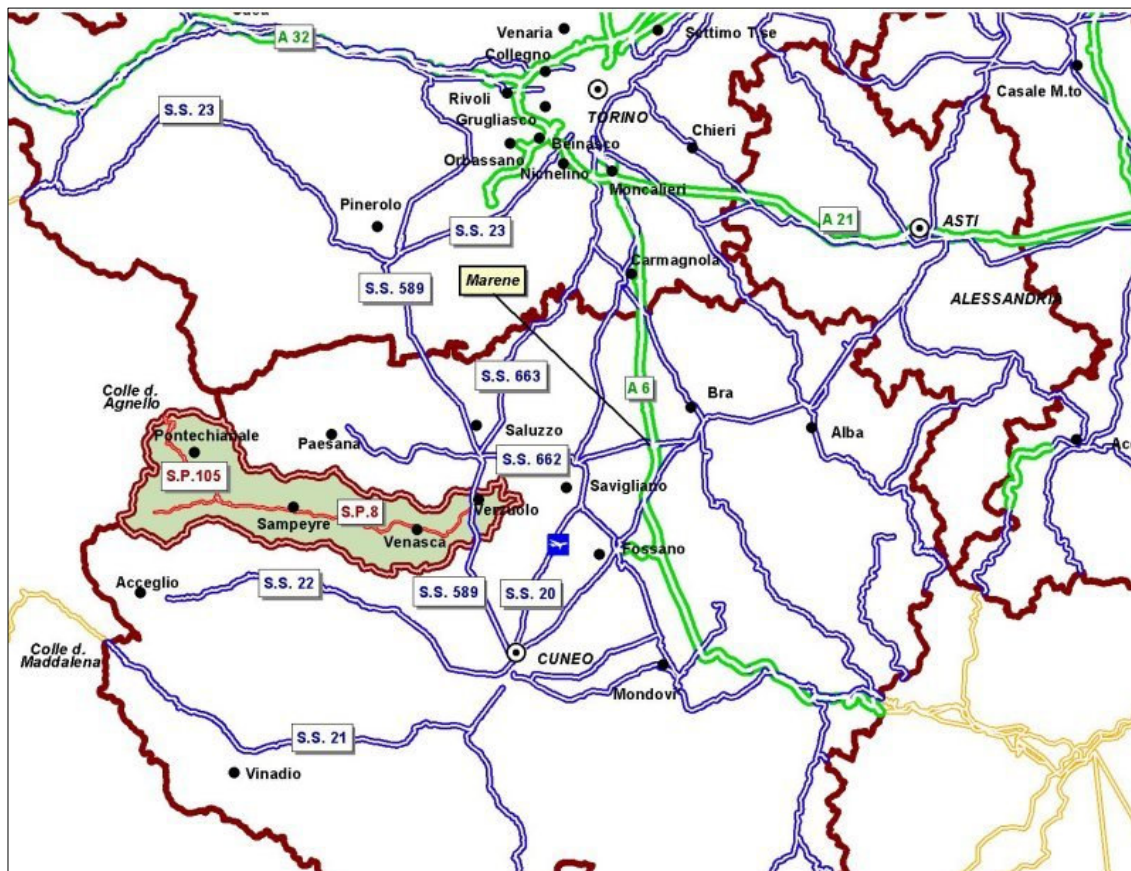 Venaria
Settimo T.se
A 32
Collegno
Casale M.to
Rivoli
S.S. 23
TORINO
Grugliasco
Chieri
Beinasco
Orbassano
Nichelino
Moncalieri
Pinerolo
A 21
ASTI
S.S. 23
Carmagnola
Marene
S.S. 589
ALESSANDRIA
S.S. 663
A 6
Colle d.
Agnello
Bra
Saluzzo
Alba
Paesana
Pontechianale
S.S. 662
S.P.105
Savigliano
Verzuolo
S.P.8
Sampeyre
Venasca
Fossano
Acceglio
S.S. 22
S.S. 589
S.S. 20
Colle d.
Maddalena
CUNEO
Mondovì
S.S. 21
Vinadio